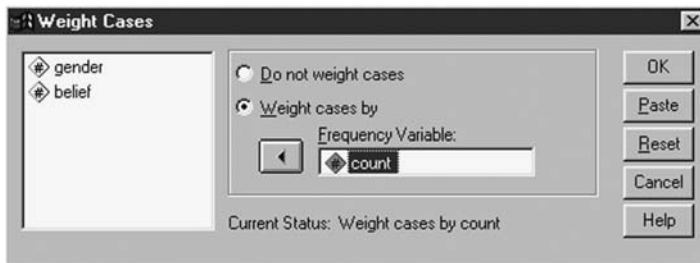 Weight Cases
gender
belief
Do not weight cases
Weight cases by
Frequency Variable:
count
Current Status: Weight cases by count
OK
Paste
Reset
Cancel
Help